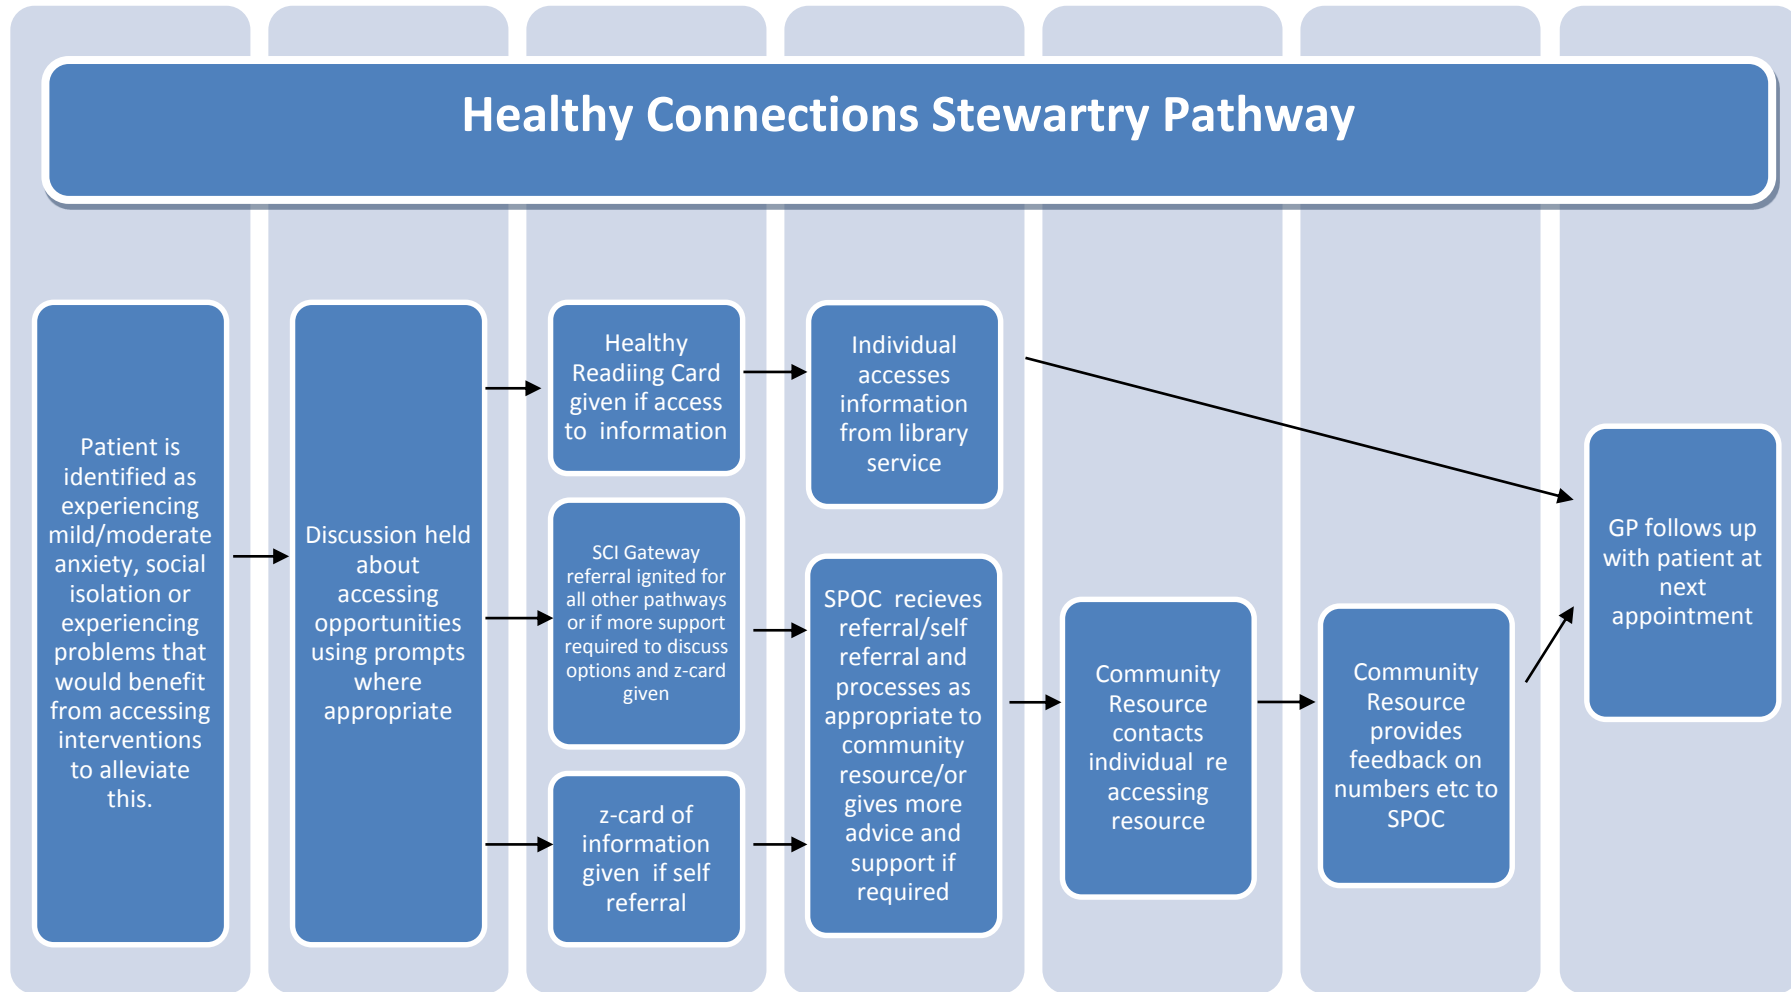 Healthy Connections Stewartry Pathway
Patient is
identified as
experiencing
mild/moderate
anxiety, social
isolation or
experiencing
problems that
would benefit
from accessing
interventions
to alleviate
this.
Discussion held
about
accessing
opportunities
using prompts
where
appropriate
Healthy
Readiing Card
given if access
to information
SCI Gateway
referral ignited for
all other pathways
or if more support
required to discuss
options and z-card
given
z-card of
information
given if self
referral
Individual
accesses
information
from library
service
SPOC recieves
referral/self
referral and
processes as
appropriate to
community
resource/or
gives more
advice and
support if
required
Community
Resource
contacts
individual re
accessing
resource
Community
Resource
provides
feedback on
numbers etc to
SPOC
GP follows up
with patient at
next
appointment